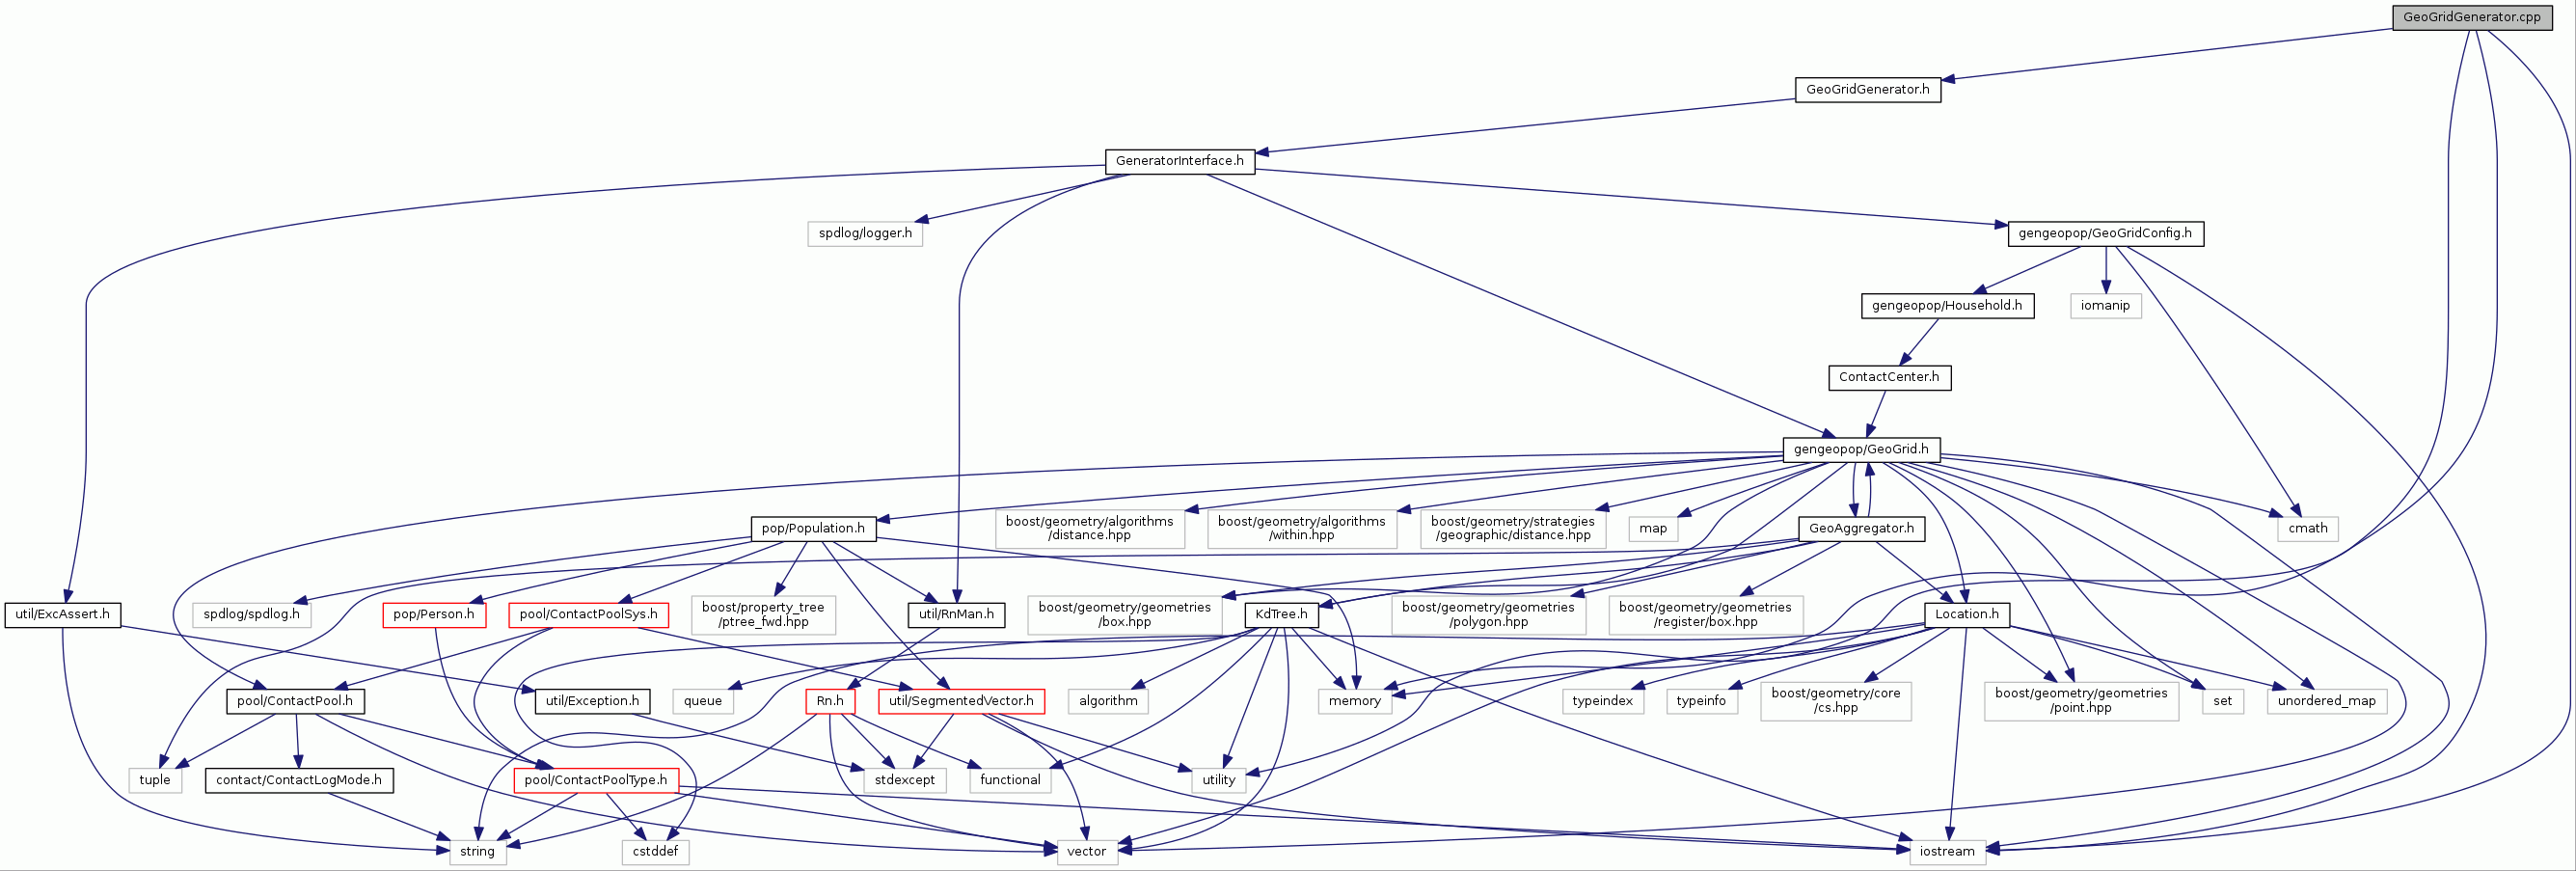 GeoGridGenerator.cpp
GeoGridGenerator.h
GeneratorInterface.h
spdlog/logger.h
gengeopop/GeoGridConfig.h
gengeopop/Household.h
iomanip
ContactCenter.h
gengeopop/GeoGrid.h
pop/Population.h
boost/geometry/algorithms
/distance.hpp
boost/geometry/algorithms
/within.hpp
boost/geometry/strategies
/geographic/distance.hpp
map
GeoAggregator.h
cmath
util/ExcAssert.h
spdlog/spdlog.h
pop/Person.h
pool/ContactPoolSys.h
boost/property_tree
/ptree_fwd.hpp
util/RnMan.h
boost/geometry/geometries
/box.hpp
KdTree.h
boost/geometry/geometries
/polygon.hpp
boost/geometry/geometries
/register/box.hpp
Location.h
pool/ContactPool.h
util/Exception.h
queue
Rn.h
util/SegmentedVector.h
algorithm
memory
typeindex
typeinfo
boost/geometry/core
/cs.hpp
boost/geometry/geometries
/point.hpp
set
unordered_map
tuple
contact/ContactLogMode.h
pool/ContactPoolType.h
stdexcept
functional
utility
string
cstddef
vector
iostream